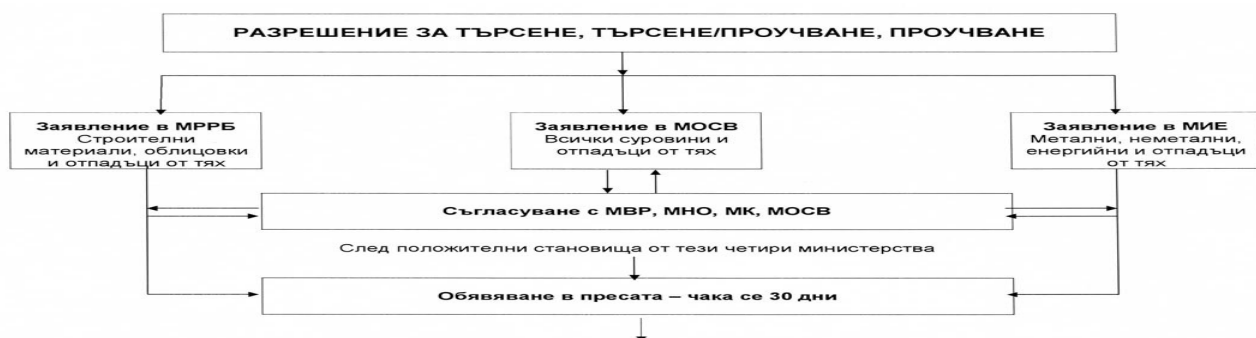 РАЗРЕШЕНИЕ ЗА ТЪРСЕНЕ, ТЪРСЕНЕ/ПРОУЧВАНЕ, ПРОУЧВАНЕ
Заявление в МРРБ
Строителни
материали, облицовки
и отпадъци от тях
Заявление в МОСВ
Всички суровини и
отпадъци от тях
Заявление в МИЕ
Метални, неметални,
енергийни и отпадъци
от тях
Съгласуване с МВР, МНО, МК, МОСВ
След положителни становища от тези четири министерства
Обявяване в пресата – чака се 30 дни